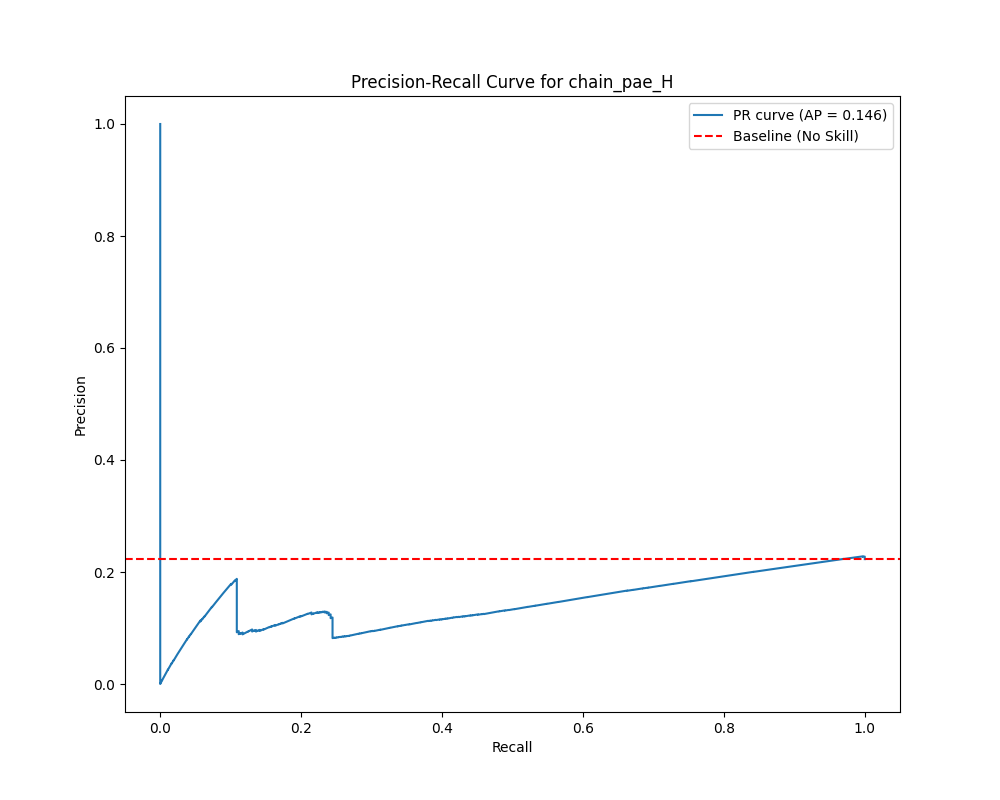 Precision-Recall Curve for chain_pae_H
PR curve (AP = 0.146)
Baseline (No Skill)
1.0
0.8
0.6
0.4
0.2
0.0
Precision
0.0 0.2 0.4 0.6 0.8 1.0
Recall